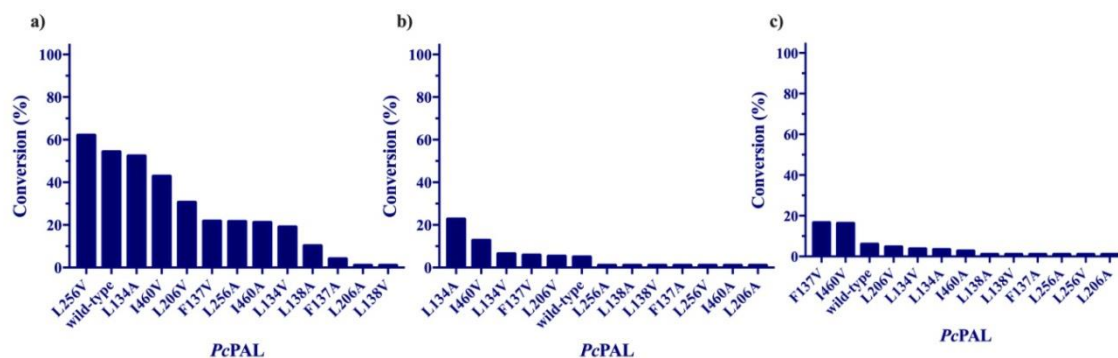 a)
Conversion (%)
100
80
60
40
20
0
L256V
wild-type
L134A
I460V
L206V
F137V
L256A
I460A
L134V
L138A
F137A
L206A
L138V
PcPAL
b)
Conversion (%)
100
80
60
40
20
0
L134A
I460V
L134V
F137V
L206V
wild-type
L256A
L138A
L138V
F137A
L256V
I460A
L206A
PcPAL
c)
Conversion (%)
100
80
60
40
20
0
F137V
I460V
wild-type
L206V
L134V
L134A
I460A
L138A
L138V
F137A
L256A
L256V
L206A
PcPAL